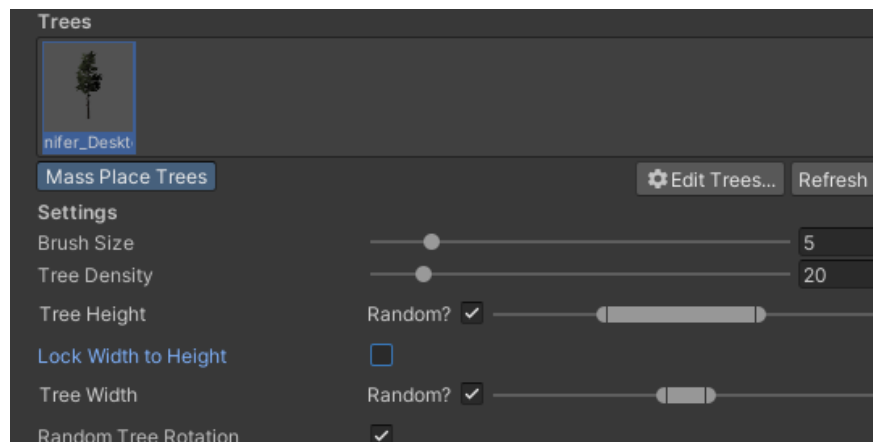 Trees
nifer_Deskt
Mass Place Trees
Edit Trees... Refresh
Settings
Brush Size 5
Tree Density 20
Tree Height Random?
Lock Width to Height
Tree Width Random?
Random Tree Rotation